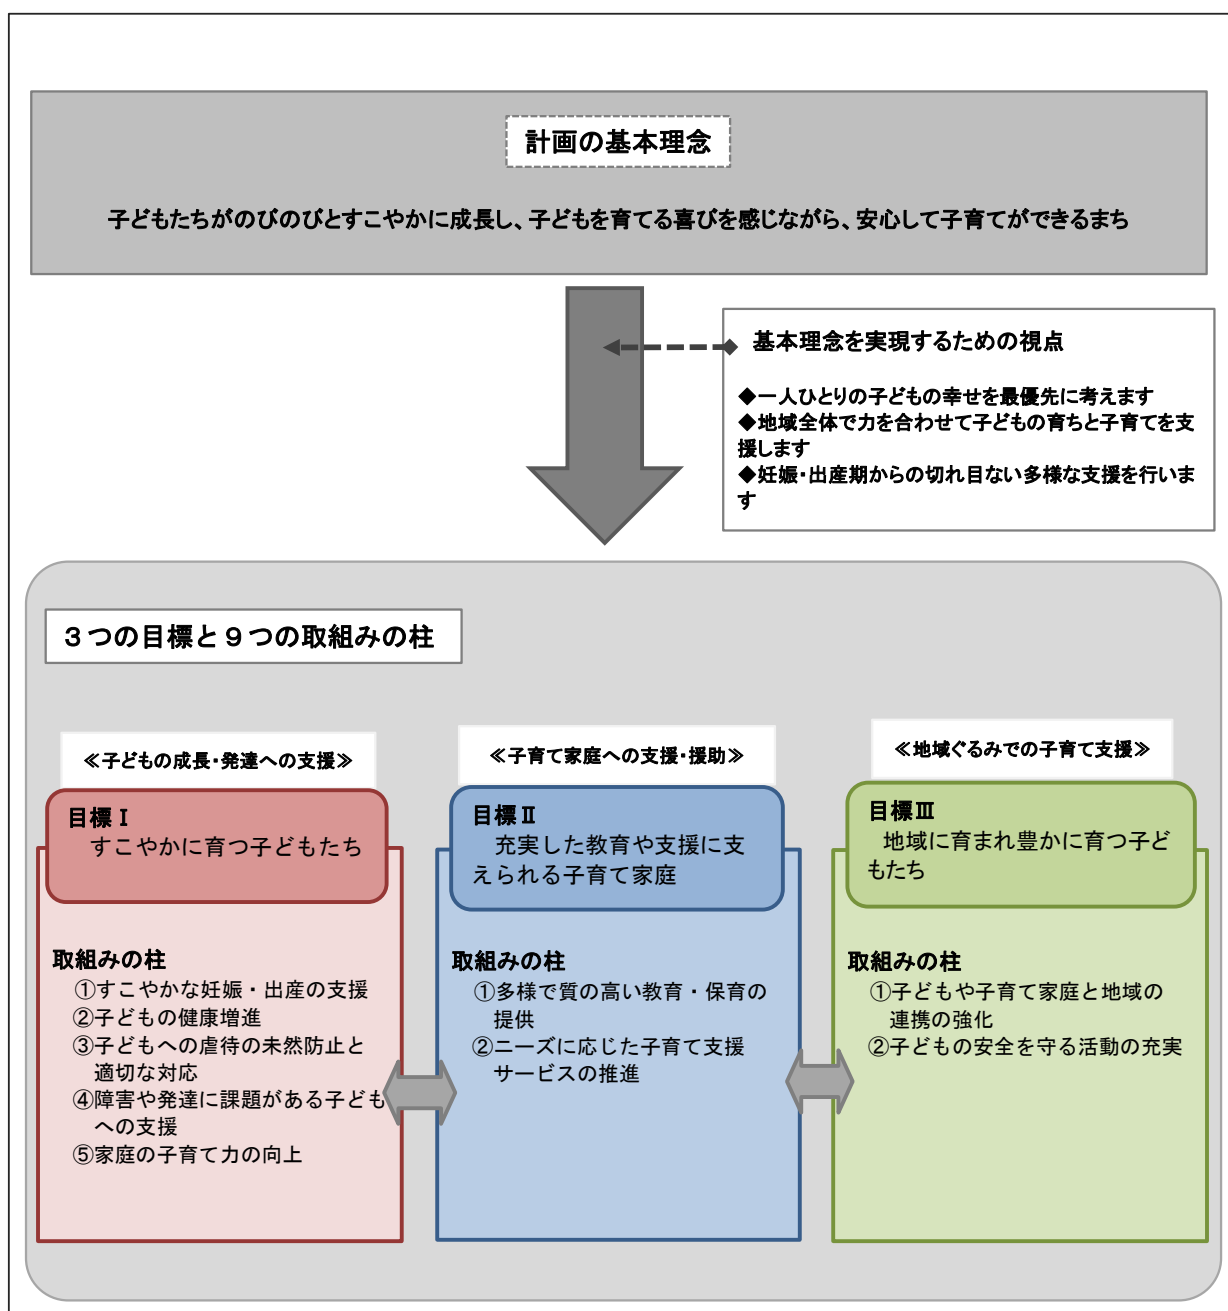 計画の基本理念
子どもたちがのびのびとすこやかに成長し、子どもを育てる喜びを感じながら、安心して子育てができるまち
基本理念を実現するための視点
◆一人ひとりの子どもの幸せを最優先に考えます
◆地域全体で力を合わせて子どもの育ちと子育てを支
援します
◆妊娠・出産期からの切れ目ない多様な支援を行いま
す
３つの目標と９つの取組みの柱
≪子どもの成長・発達への支援≫
目標Ⅰ
すこやかに育つ子どもたち
取組みの柱
①すこやかな妊娠・出産の支援
②子どもの健康増進
③子どもへの虐待の未然防止と
適切な対応
④障害や発達に課題がある子ども
への支援
⑤家庭の子育て力の向上
≪子育て家庭への支援・援助≫
目標Ⅱ
充実した教育や支援に支
えられる子育て家庭
取組みの柱
①多様で質の高い教育・保育の
提供
②ニーズに応じた子育て支援
サービスの推進
≪地域ぐるみでの子育て支援≫
目標Ⅲ
地域に育まれ豊かに育つ子ど
もたち
取組みの柱
①子どもや子育て家庭と地域の
連携の強化
②子どもの安全を守る活動の充実